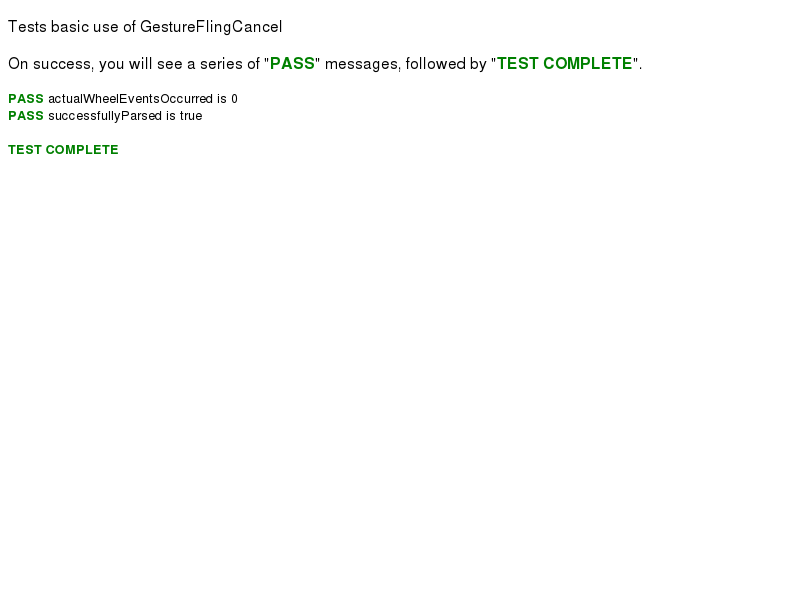 Tests basic use of GestureFlingCancel
On success, you will see a series of "PASS" messages, followed by "TEST COMPLETE".
PASS actualWheelEventsOccurred is 0
PASS successfullyParsed is true
TEST COMPLETE